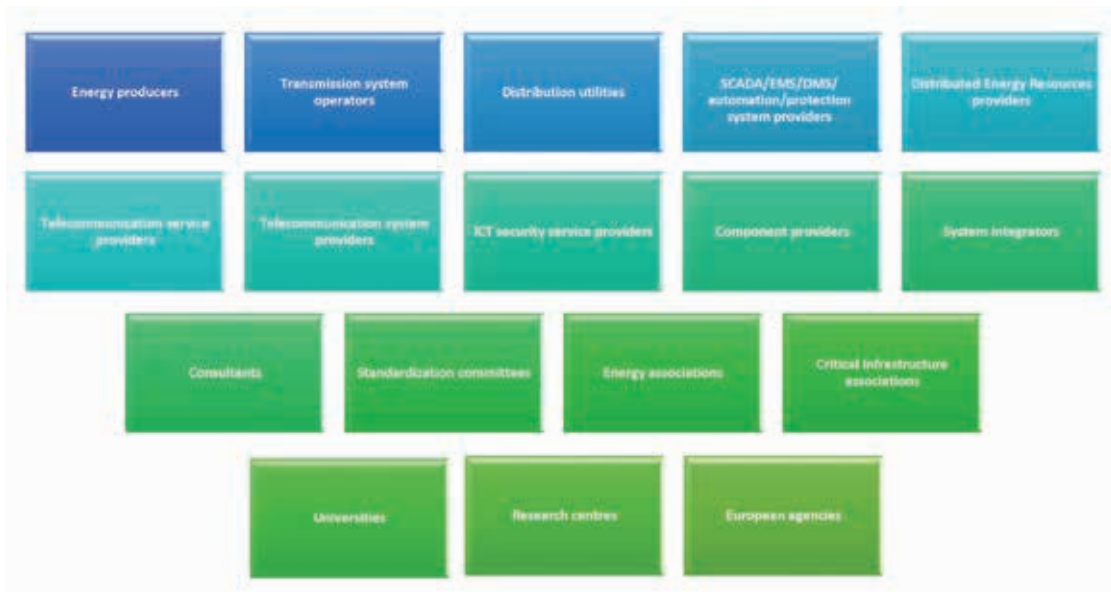 Energy producers
Transmission system
operators
Distribution utilities
SCADA/EMS/DMS/
automation/protection
system providers
Distributed Energy Resources
providers
Telecommunication service
providers
Telecommunication system
providers
ICT security service providers
Component providers
System integrators
Consultants
Standardization committees
Energy associations
Critical Infrastructure
associations
Universities
Research centres
European agencies